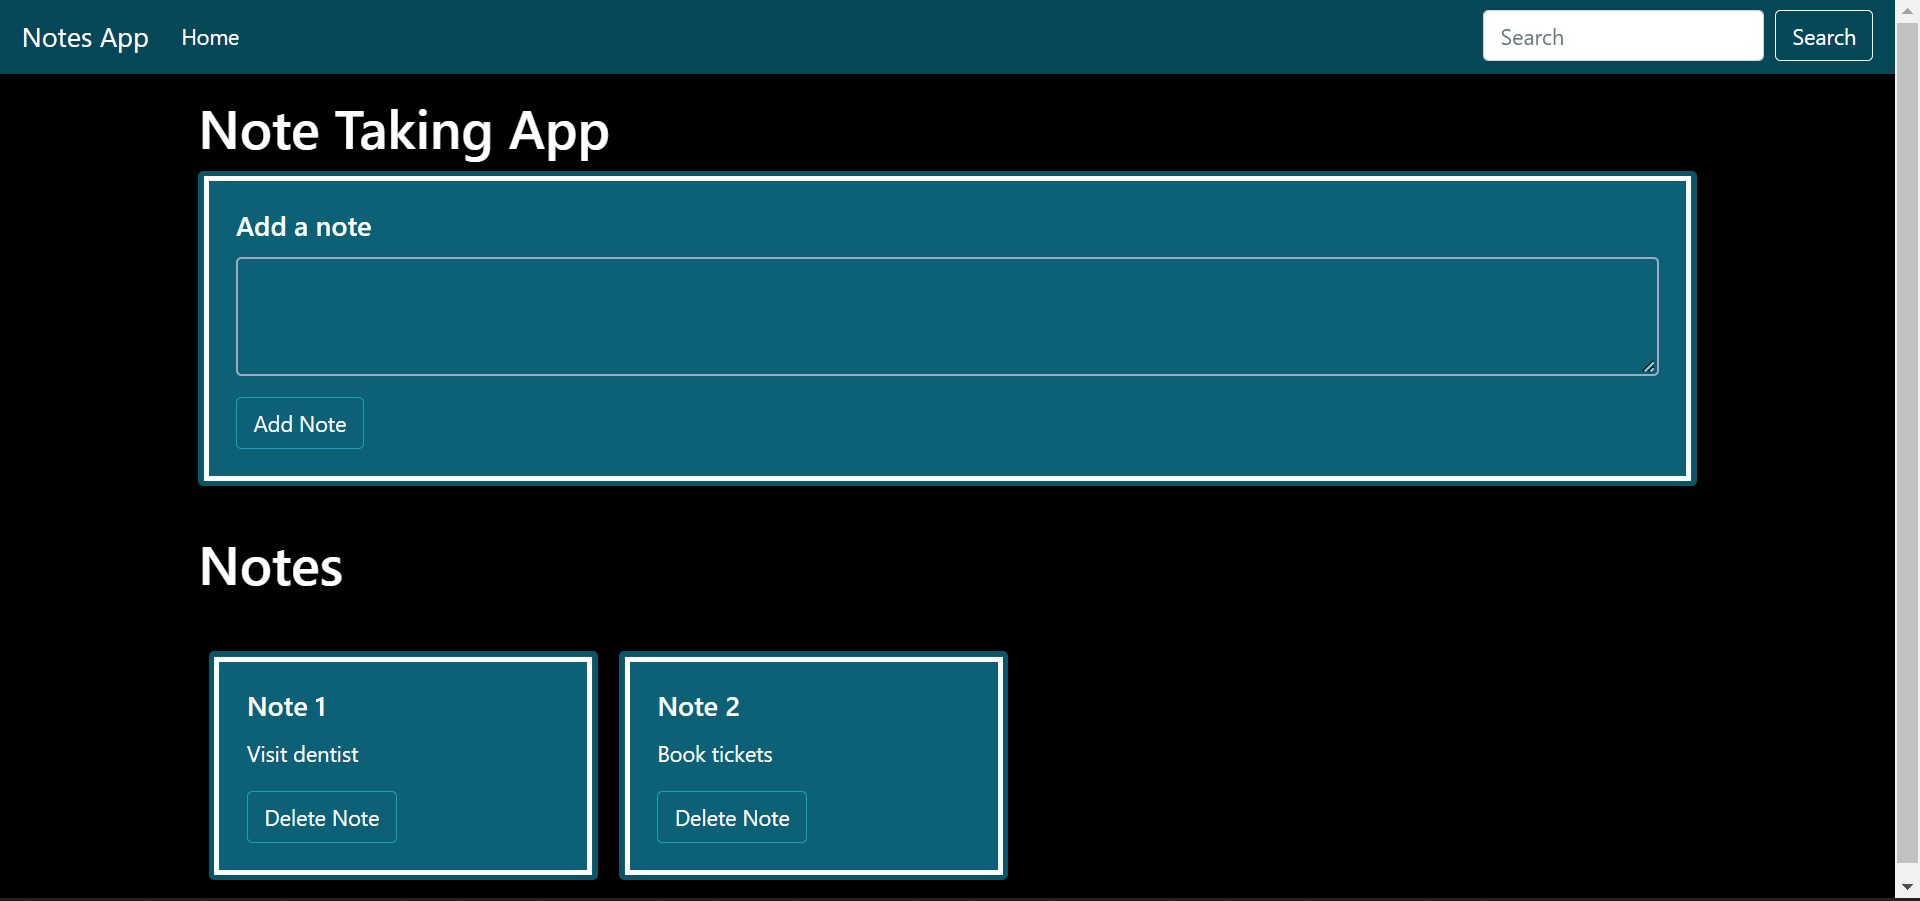 Notes App Home Search Search
Note Taking App
Add a note
Add Note
Notes
Note 1
Visit dentist
Delete Note
Note 2
Book tickets
Delete Note